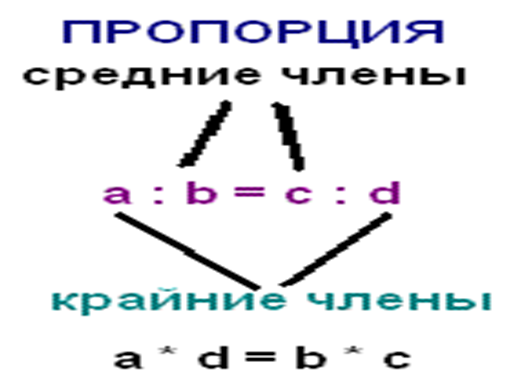 ПРОПОРЦИЯ
средние члены
a : b = c : d
крайние члены
a * d = b * c